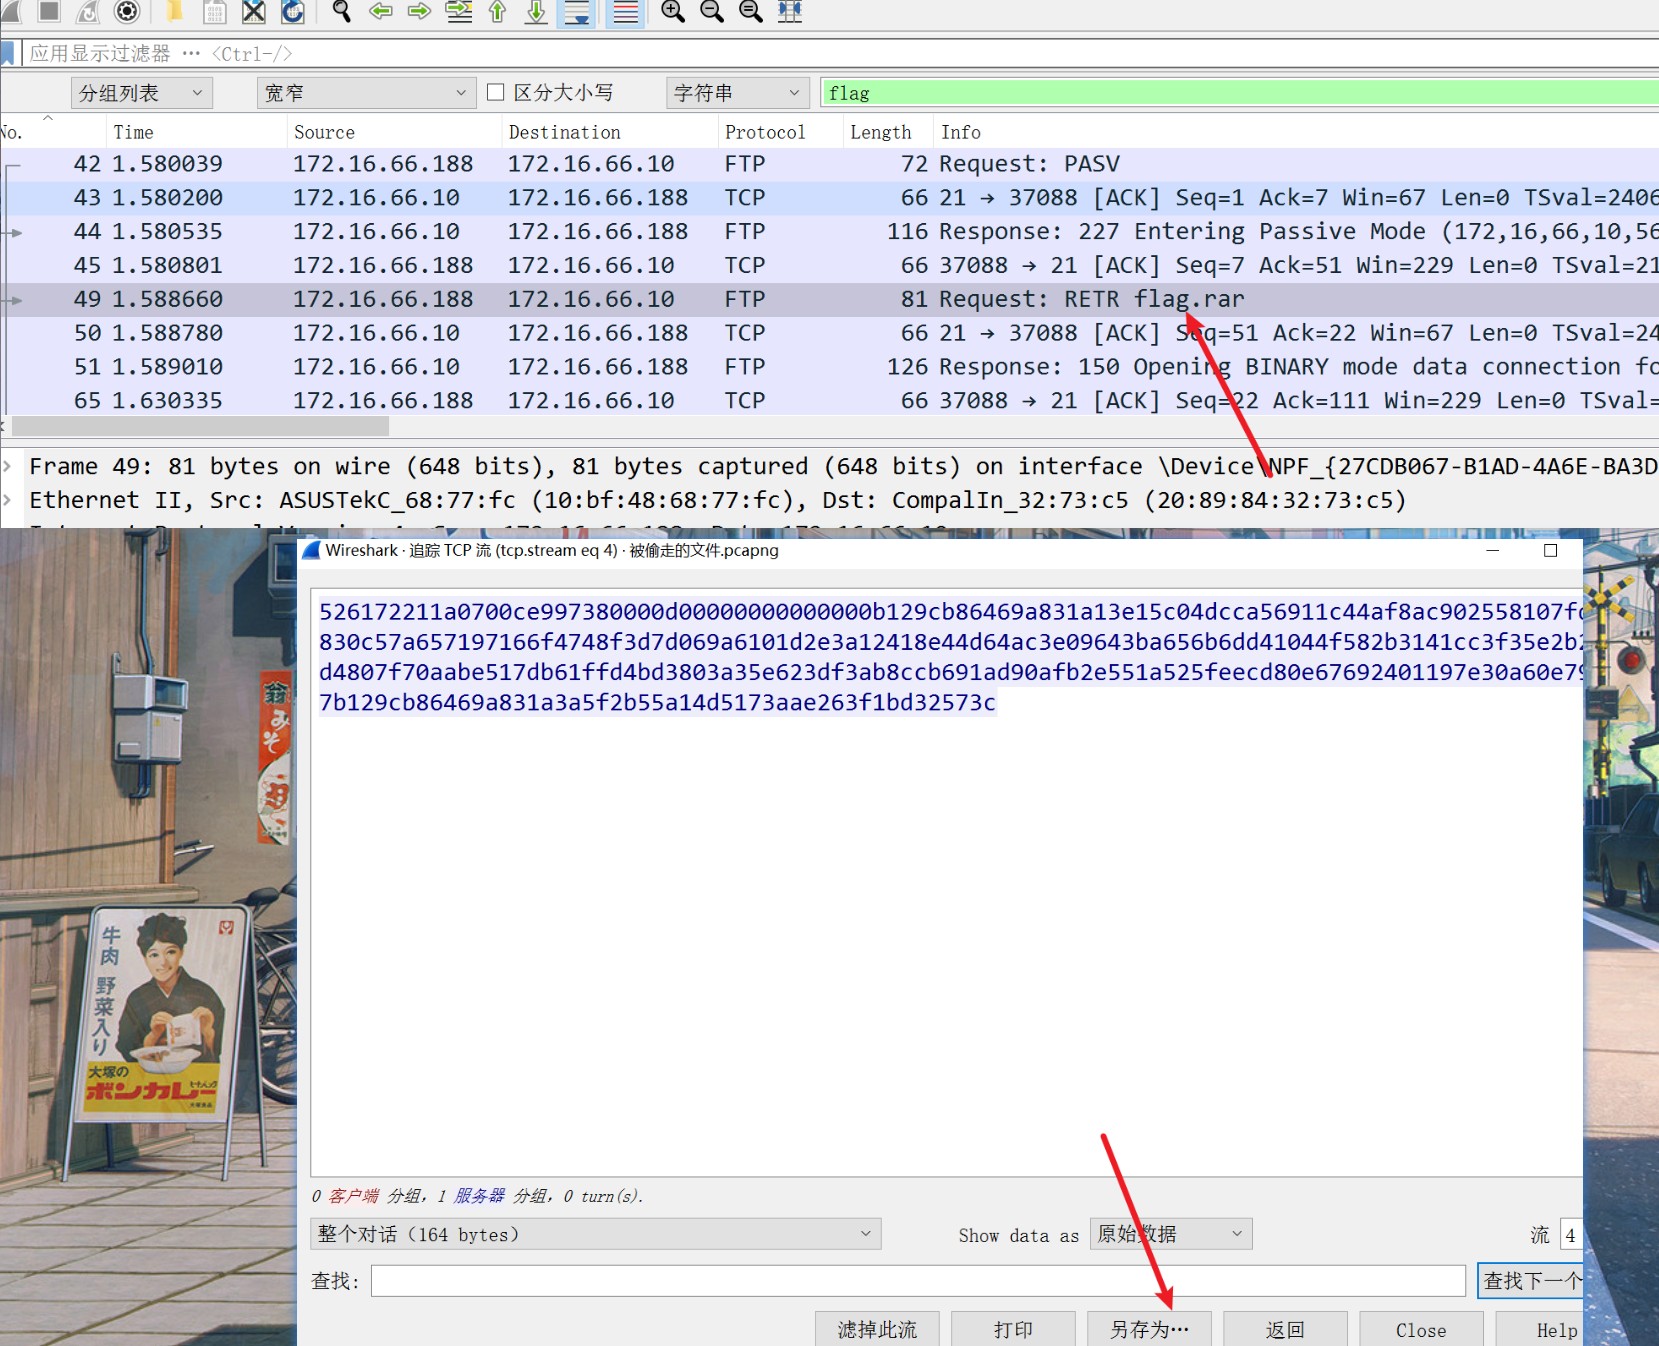 应用显示过滤器 … <Ctrl-/>
分组列表 宽窄 区分大小写 字符串 flag
No. Time Source Destination Protocol Length Info
42 1.580039 172.16.66.188 172.16.66.10 FTP 72 Request: PASV
43 1.580200 172.16.66.10 172.16.66.188 TCP 66 21 → 37088 [ACK] Seq=1 Ack=7 Win=67 Len=0 TSval=2406
44 1.580535 172.16.66.10 172.16.66.188 FTP 116 Response: 227 Entering Passive Mode (172,16,66,10,56
45 1.580801 172.16.66.188 172.16.66.10 TCP 66 37088 → 21 [ACK] Seq=7 Ack=51 Win=229 Len=0 TSval=21
49 1.588660 172.16.66.188 172.16.66.10 FTP 81 Request: RETR flag.rar
50 1.588780 172.16.66.10 172.16.66.188 TCP 66 21 → 37088 [ACK] Seq=51 Ack=22 Win=67 Len=0 TSval=24
51 1.589010 172.16.66.10 172.16.66.188 FTP 126 Response: 150 Opening BINARY mode data connection fo
65 1.630335 172.16.66.188 172.16.66.10 TCP 66 37088 → 21 [ACK] Seq=22 Ack=111 Win=229 Len=0 TSval=
Frame 49: 81 bytes on wire (648 bits), 81 bytes captured (648 bits) on interface \Device\NPF_{27CDB067-B1AD-4A6E-BA3D
Ethernet II, Src: ASUSTekC_68:77:fc (10:bf:48:68:77:fc), Dst: CompalIn_32:73:c5 (20:89:84:32:73:c5)
Wireshark · 追踪 TCP 流 (tcp.stream eq 4) · 被偷走的文件.pcapng
526172211a0700ce997380000d00000000000000b129cb86469a831a13e15c04dcca56911c44af8ac902558107fd
830c57a657197166f4748f3d7d069a6101d2e3a12418e44d64ac3e09643ba656b6dd41044f582b3141cc3f35e2b2
d4807f70aabe517db61ffd4bd3803a35e623df3ab8ccb691ad90afb2e551a525feecd80e67692401197e30a60e79
7b129cb86469a831a3a5f2b55a14d5173aae263f1bd32573c
翁
みそ
牛肉
野菜入り
大塚の
ボンカレー
0 客户端 分组, 1 服务器 分组, 0 turn(s).
整个对话 (164 bytes) Show data as 原始数据 流 4
查找: 查找下一个
滤掉此流 打印 另存为… 返回 Close Help